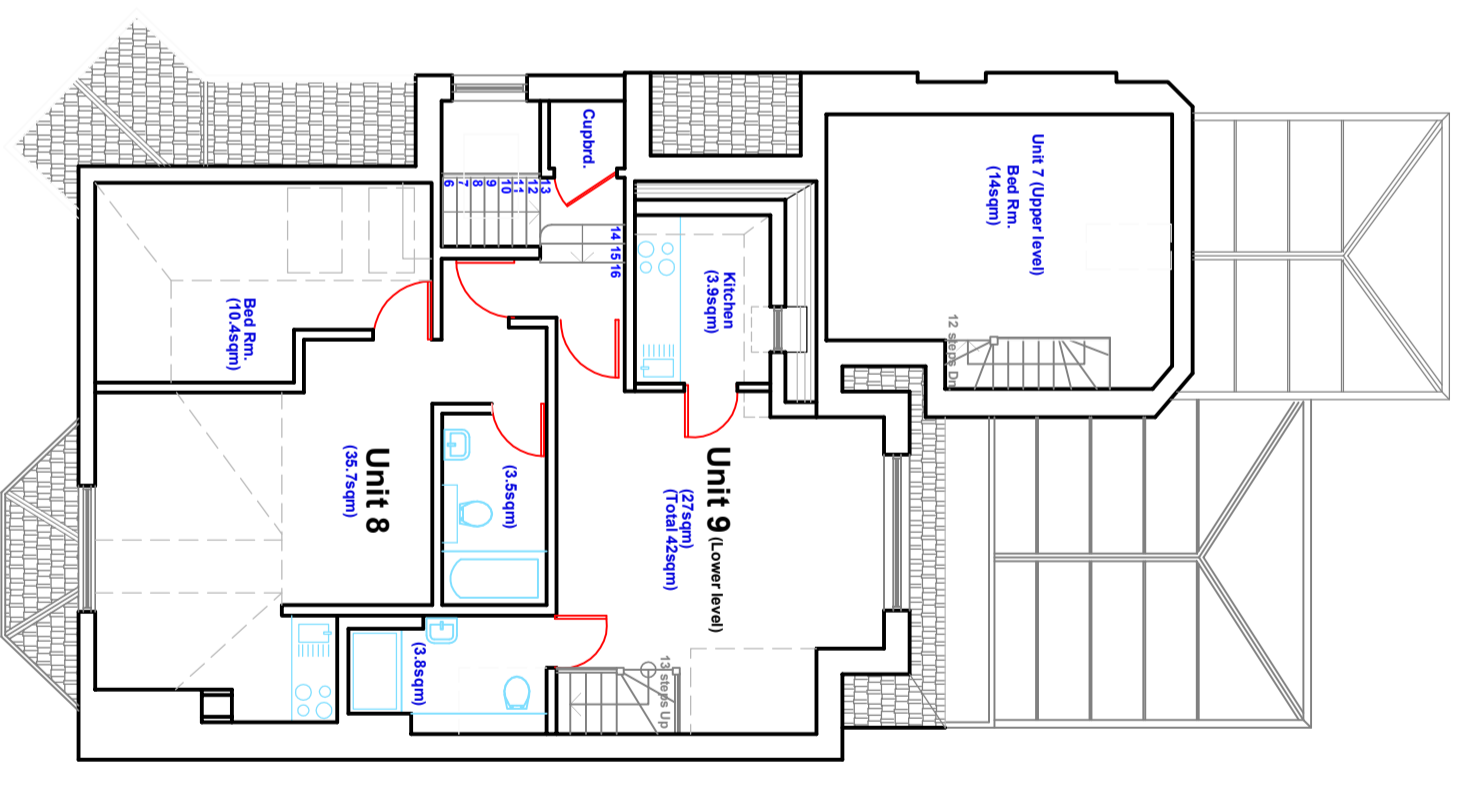 Cupbrd.
Unit 7 (Upper level)
Bed Rm.
(14sqm)
12 steps Dn
6
7
8
9
10
11
12
13
14
15
16
Kitchen
(3.9sqm)
Bed Rm.
(10.4sqm)
Unit 8
(35.7sqm)
(3.5sqm)
Unit 9 (Lower level)
(27sqm)
(Total 42sqm)
(3.8sqm)
13 steps Up